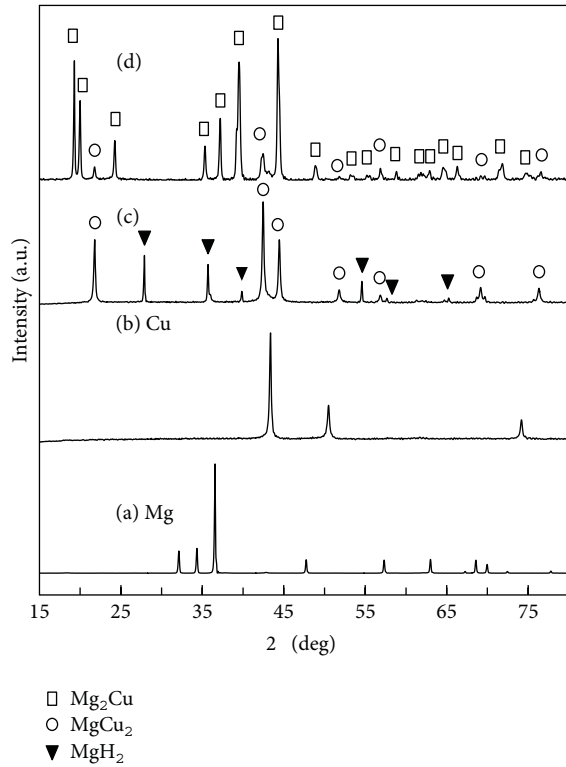 (d)
(c)
(b) Cu
(a) Mg
Intensity (a.u.)
15 25 35 45 55 65 75
2 (deg)
Mg₂Cu
MgCu₂
MgH₂